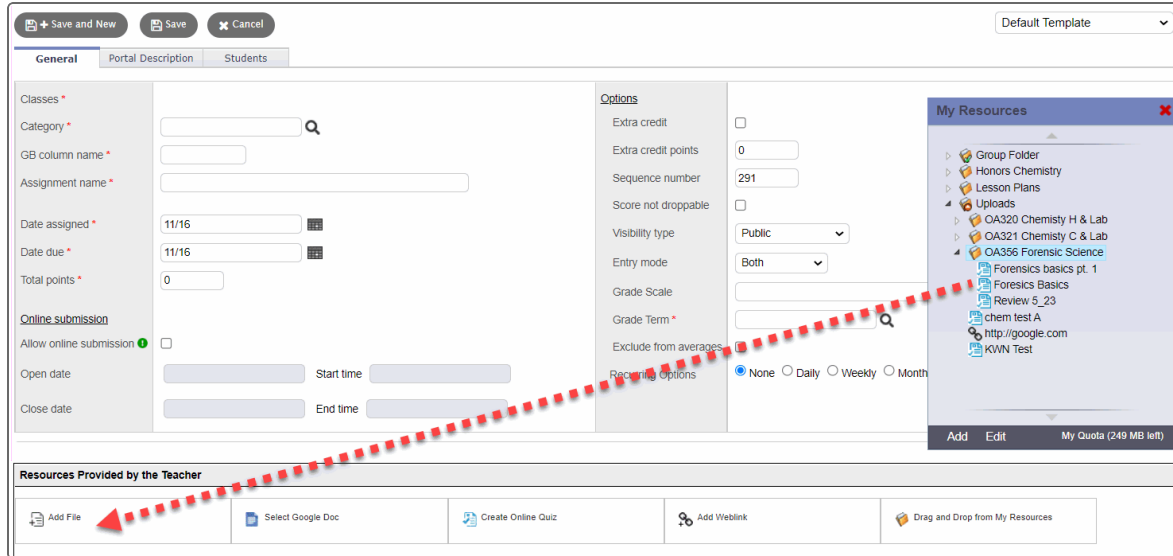 + Save and New Save Cancel Default Template
General Portal Description Students
Classes *
Category *
GB column name *
Assignment name *
Date assigned * 11/16
Date due * 11/16
Total points * 0
Online submission
Allow online submission
Open date Start time
Close date End time
Options
Extra credit
Extra credit points 0
Sequence number 291
Score not droppable
Visibility type Public
Entry mode Both
Grade Scale
Grade Term *
Exclude from averages
Recurring Options None Daily Weekly Month
My Resources
Group Folder
Honors Chemistry
Lesson Plans
Uploads
OA320 Chemisty H & Lab
OA321 Chemisty C & Lab
OA356 Forensic Science
Forensics basics pt. 1
Foresics Basics
Review 5_23
chem test A
http://google.com
KWN Test
Add Edit My Quota (249 MB left)
Resources Provided by the Teacher
Add File Select Google Doc Create Online Quiz Add Weblink Drag and Drop from My Resources